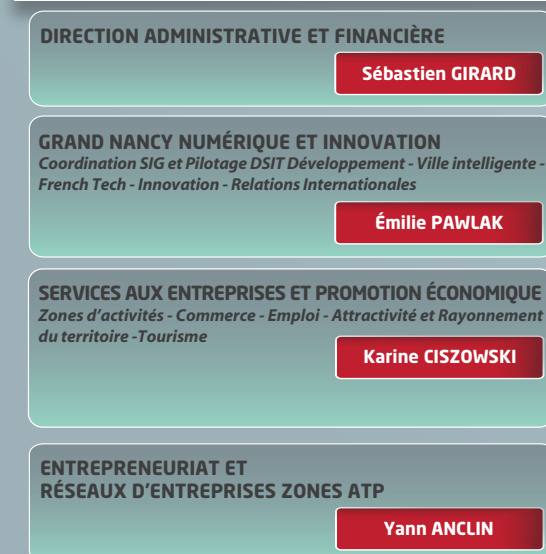 DIRECTION ADMINISTRATIVE ET FINANCIÈRE
Sébastien GIRARD
GRAND NANCY NUMÉRIQUE ET INNOVATION
Coordination SIG et Pilotage DSIT Développement - Ville intelligente -
French Tech - Innovation - Relations Internationales
Émilie PAWLAK
SERVICES AUX ENTREPRISES ET PROMOTION ÉCONOMIQUE
Zones d'activités - Commerce - Emploi - Attractivité et Rayonnement
du territoire -Tourisme
Karine CISZOWSKI
ENTREPRENEURIAT ET
RÉSEAUX D'ENTREPRISES ZONES ATP
Yann ANCLIN